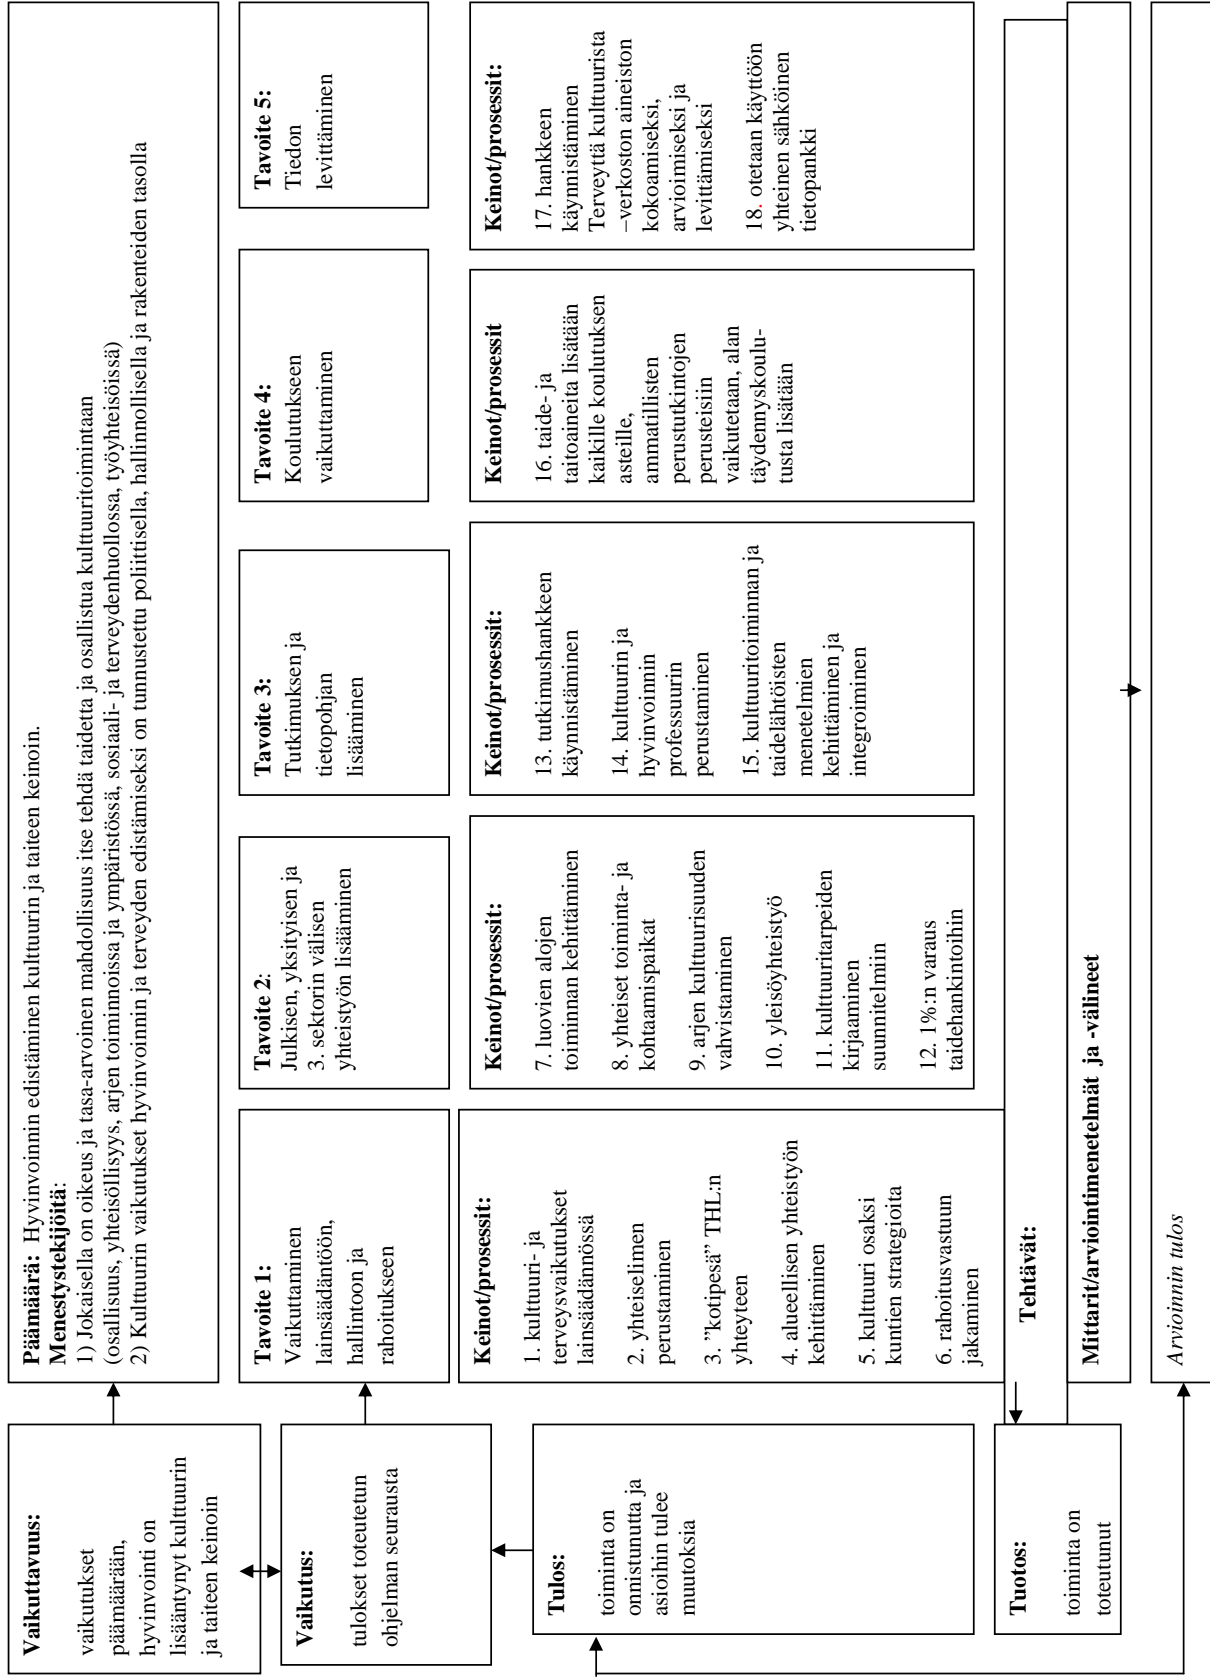 Vaikuttavuus:
vaikutukset
päämäärään,
hyvinvointi on
lisääntynyt kulttuurin
ja taiteen keinoin
Päämäärä: Hyvinvoinnin edistäminen kulttuurin ja taiteen keinoin.
Menestystekijöitä:
1) Jokaisella on oikeus ja tasa-arvoinen mahdollisuus itse tehdä taidetta ja osallistua kulttuuritoimintaan
(osallisuus, yhteisöllisyys, arjen toiminnoissa ja ympäristössä, sosiaali- ja terveydenhuollossa, työyhteisöissä)
2) Kulttuurin vaikutukset hyvinvoinnin ja terveyden edistämiseksi on tunnustettu poliittisella, hallinnollisella ja rakenteiden tasolla
Vaikutus:
tulokset toteutetun
ohjelman seurausta
Tavoite 1:
Vaikuttaminen
lainsäädäntöön,
hallintoon ja
rahoitukseen
Tavoite 2:
Julkisen, yksityisen ja
3. sektorin välisen
yhteistyön lisääminen
Tavoite 3:
Tutkimuksen ja
tietopohjan
lisääminen
Tavoite 4:
Koulutukseen
vaikuttaminen
Tavoite 5:
Tiedon
levittäminen
Tulos:
toiminta on
onnistunutta ja
asioihin tulee
muutoksia
Keinot/prosessit:
1. kulttuuri- ja
terveysvaikutukset
lainsäädännössä
2. yhteiselimen
perustaminen
3. ”kotipesä” THL:n
yhteyteen
4. alueellisen yhteistyön
kehittäminen
5. kulttuuri osaksi
kuntien strategioita
6. rahoitusvastuun
jakaminen
Keinot/prosessit:
7. luovien alojen
toiminnan kehittäminen
8. yhteiset toiminta- ja
kohtaamispaikat
9. arjen kulttuurisuuden
vahvistaminen
10. yleisöyhteistyö
11. kulttuuritarpeiden
kirjaaminen
suunnitelmiin
12. 1%:n varaus
taidehankintoihin
Keinot/prosessit:
13. tutkimushankkeen
käynnistäminen
14. kulttuurin ja
hyvinvoinnin
professuurin
perustaminen
15. kulttuuritoiminnan ja
taidelähtöisten
menetelmien
kehittäminen ja
integroiminen
Keinot/prosessit
16. taide- ja
taitoaineita lisätään
kaikille koulutuksen
asteille,
ammatillisten
perustutkintojen
perusteisiin
vaikutetaan, alan
täydennyskoulu-
tusta lisätään
Keinot/prosessit:
17. hankkeen
käynnistäminen
Terveyttä kulttuurista
–verkoston aineiston
kokoamiseksi,
arvioimiseksi ja
levittämiseksi
18. otetaan käyttöön
yhteinen sähköinen
tietopankki
Tuotos:
toiminta on
toteutunut
Tehtävät:
Mittarit/arviointimenetelmät ja -välineet
Arvioinnin tulos